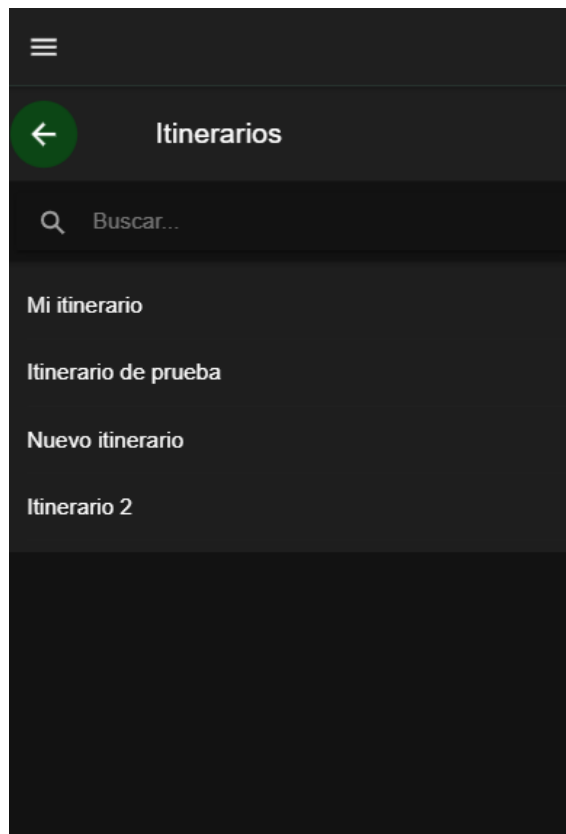 Itinerarios
Buscar...
Mi itinerario
Itinerario de prueba
Nuevo itinerario
Itinerario 2